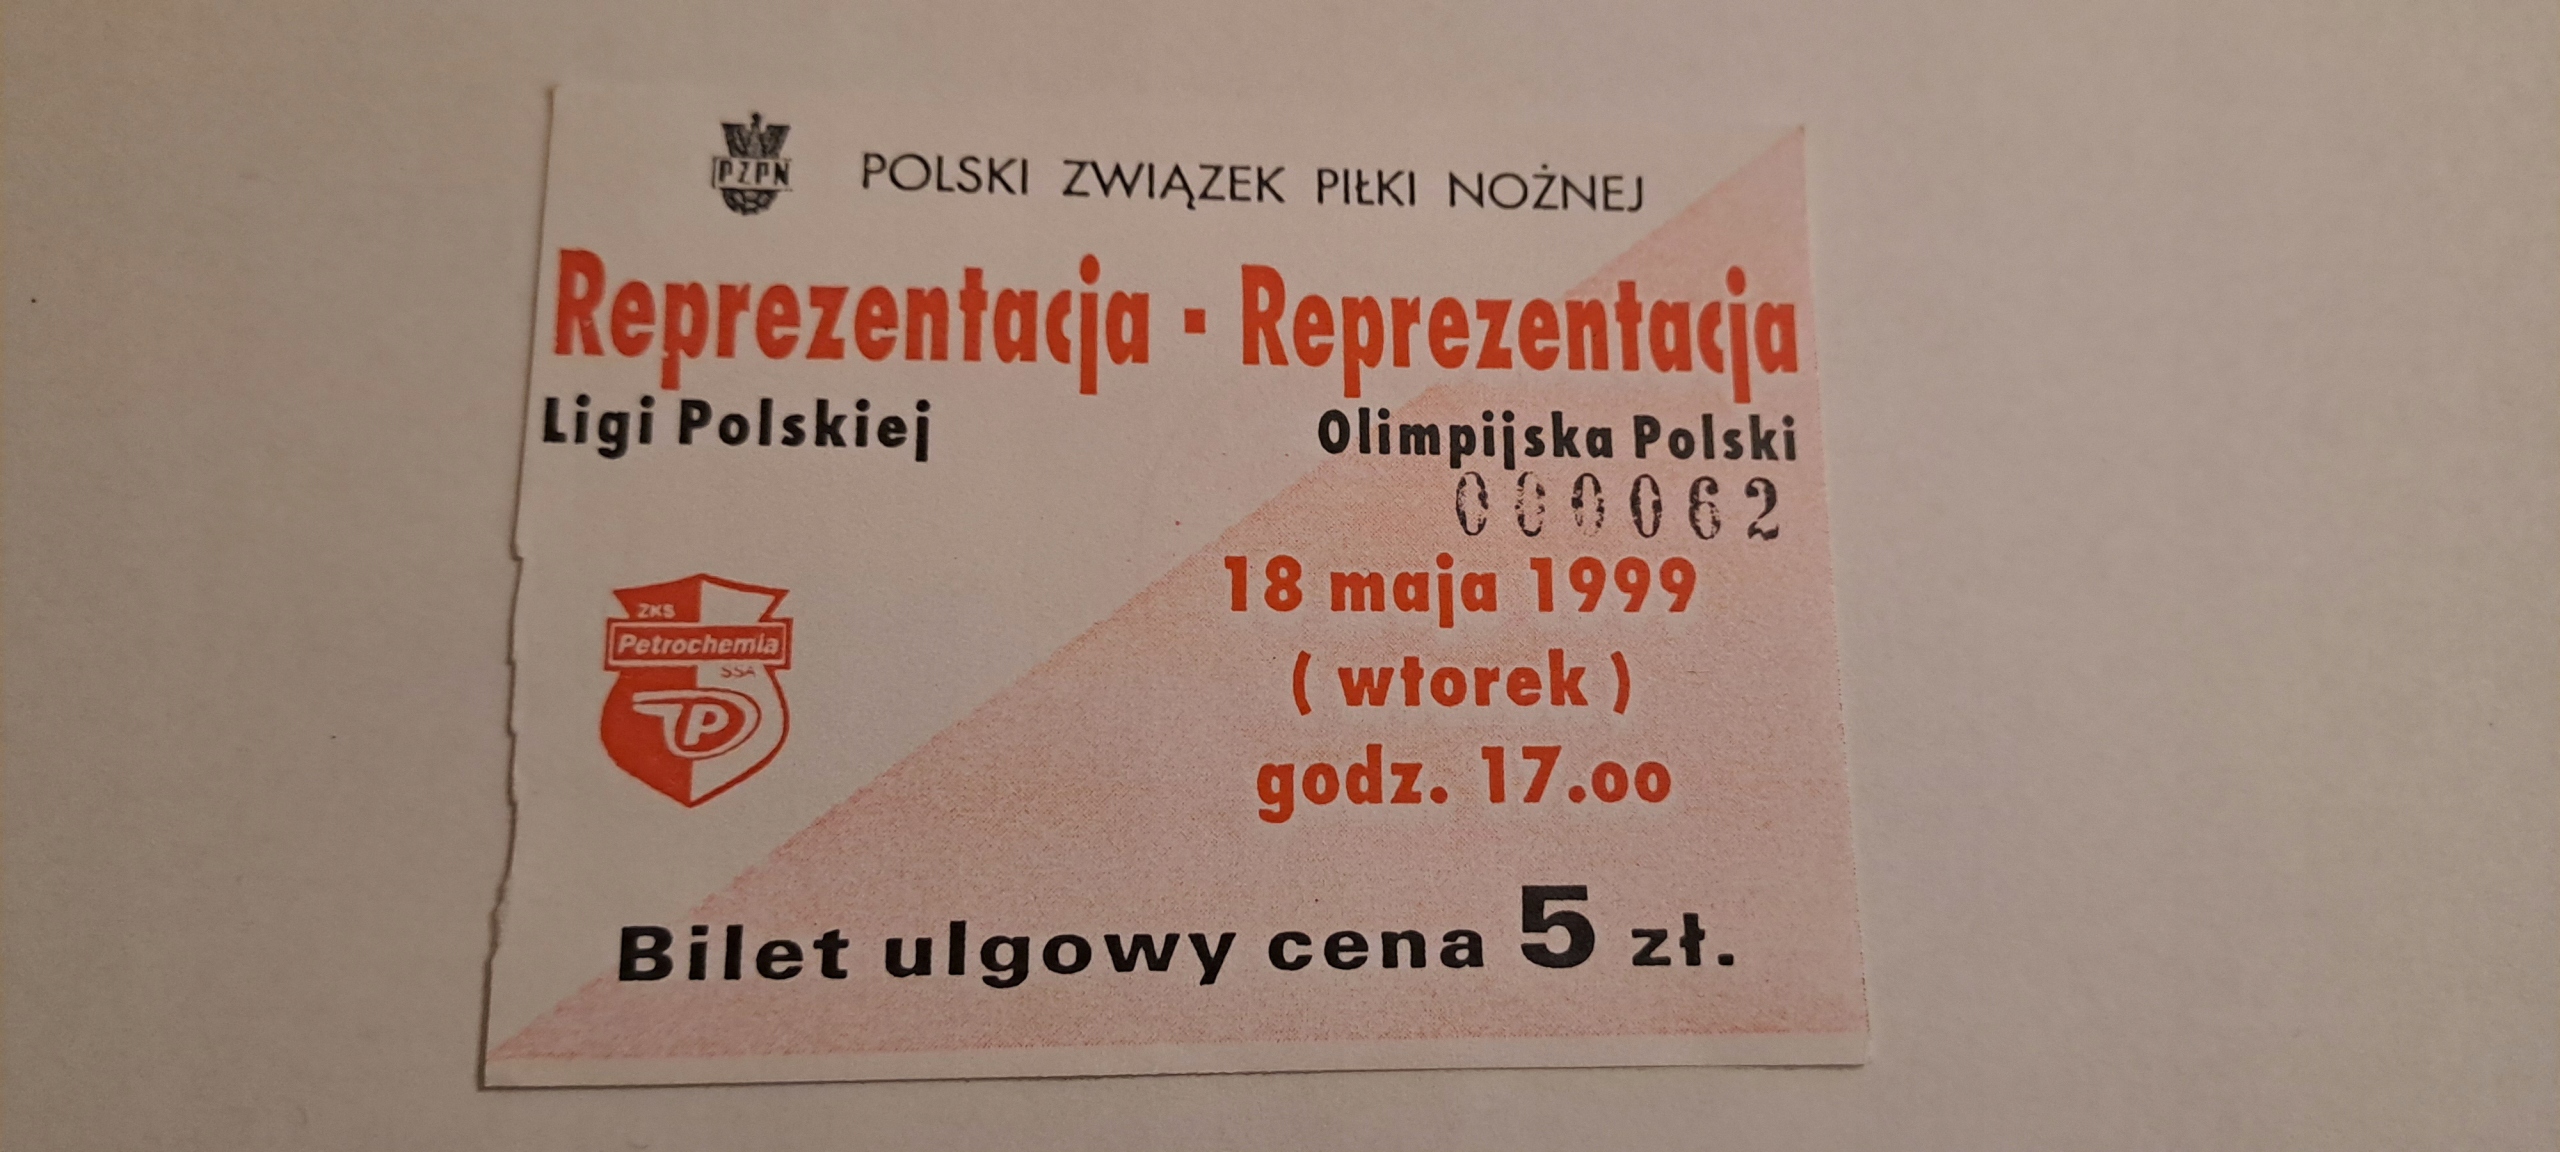 PZPN
POLSKI ZWIĄZEK PIŁKI NOŻNEJ
Reprezentacja - Reprezentacja
Ligi Polskiej
Olimpijska Polski
000062
18 maja 1999
( wtorek )
godz. 17.00
ZKS
Petrochemia
SSA
P
Bilet ulgowy cena 5 zł.